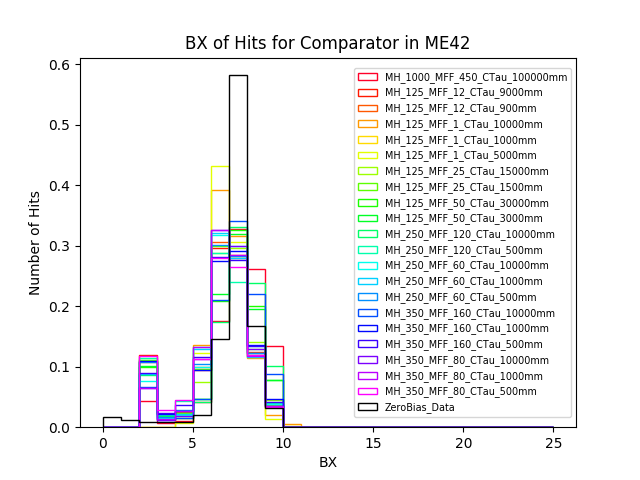 BX of Hits for Comparator in ME42
Number of Hits
0.6
0.5
0.4
0.3
0.2
0.1
0.0
MH_1000_MFF_450_CTau_100000mm
MH_125_MFF_12_CTau_9000mm
MH_125_MFF_12_CTau_900mm
MH_125_MFF_1_CTau_10000mm
MH_125_MFF_1_CTau_1000mm
MH_125_MFF_1_CTau_5000mm
MH_125_MFF_25_CTau_15000mm
MH_125_MFF_25_CTau_1500mm
MH_125_MFF_50_CTau_30000mm
MH_125_MFF_50_CTau_3000mm
MH_250_MFF_120_CTau_10000mm
MH_250_MFF_120_CTau_500mm
MH_250_MFF_60_CTau_10000mm
MH_250_MFF_60_CTau_1000mm
MH_250_MFF_60_CTau_500mm
MH_350_MFF_160_CTau_10000mm
MH_350_MFF_160_CTau_1000mm
MH_350_MFF_160_CTau_500mm
MH_350_MFF_80_CTau_10000mm
MH_350_MFF_80_CTau_1000mm
MH_350_MFF_80_CTau_500mm
ZeroBias_Data
0 5 10 15 20 25
BX